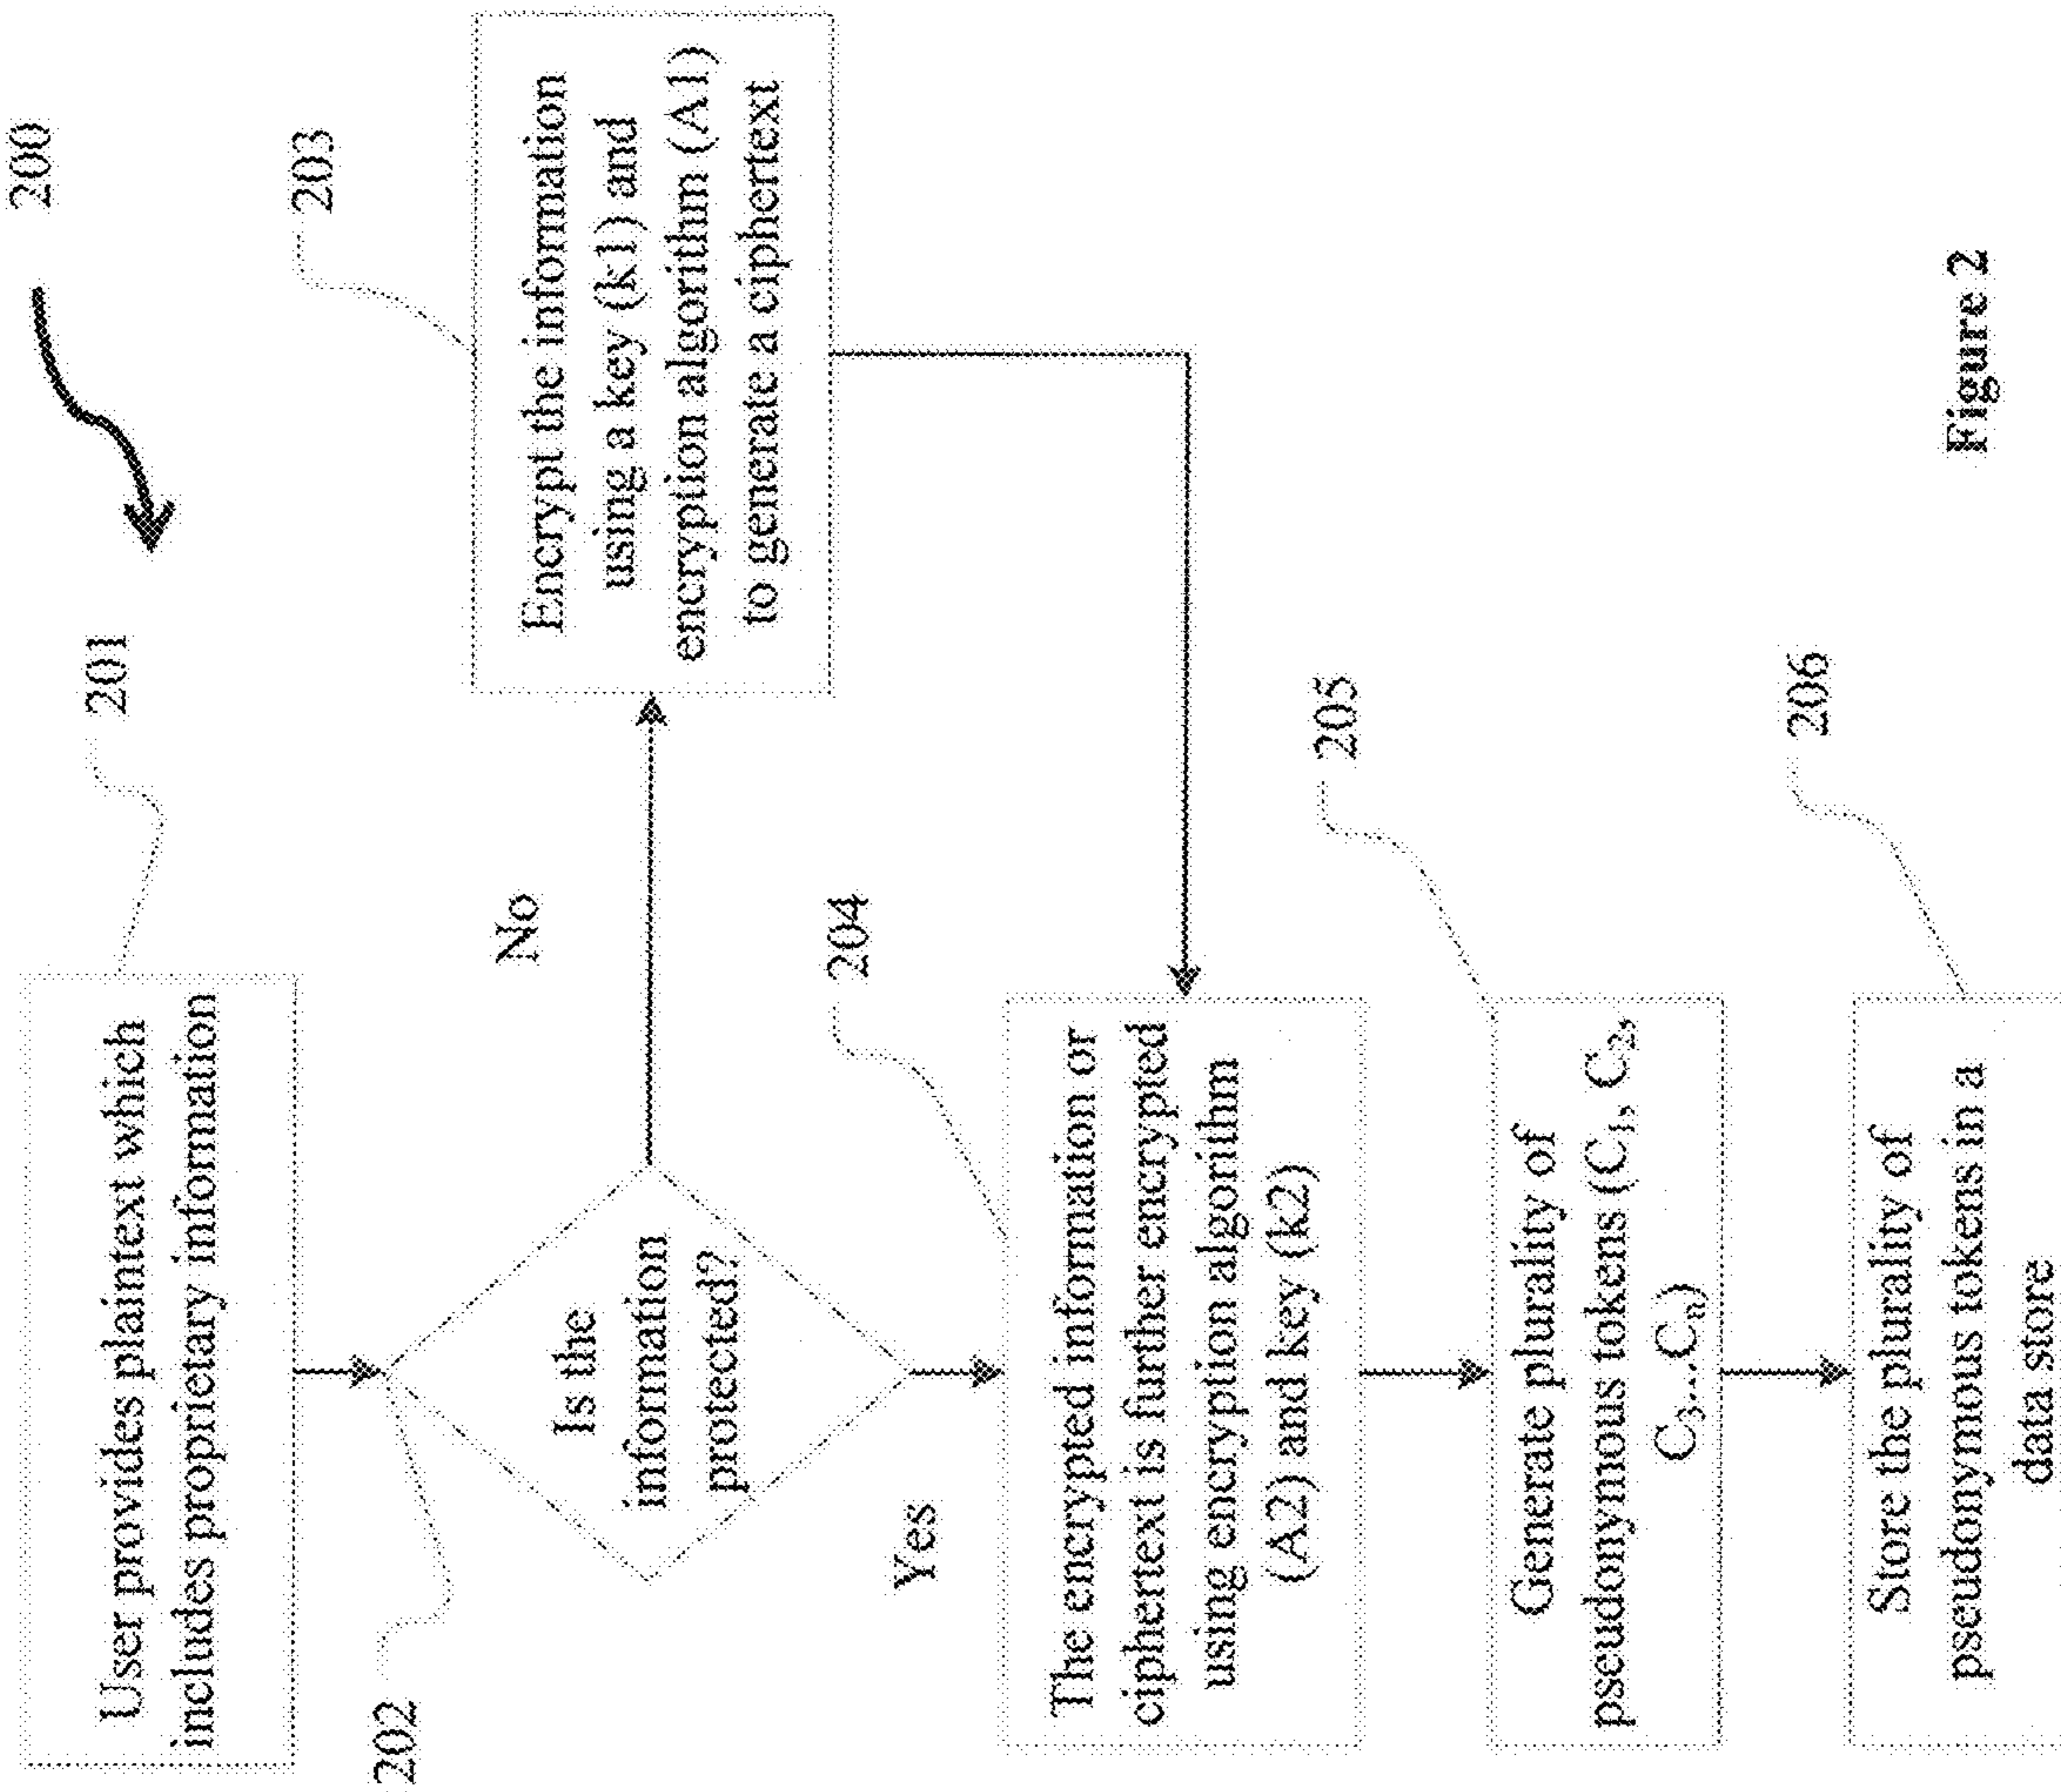 200
201
User provides plaintext which
includes proprietary information
202
Is the
information
protected?
No
203
Encrypt the information
using a key (k1) and
encryption algorithm (A1)
to generate a ciphertext
Yes
204
The encrypted information or
ciphertext is further encrypted
using encryption algorithm
(A2) and key (k2)
205
Generate plurality of
pseudonymous tokens (C₁, C₂,
C₃,...Cₙ)
206
Store the plurality of
pseudonymous tokens in a
data store
Figure 2